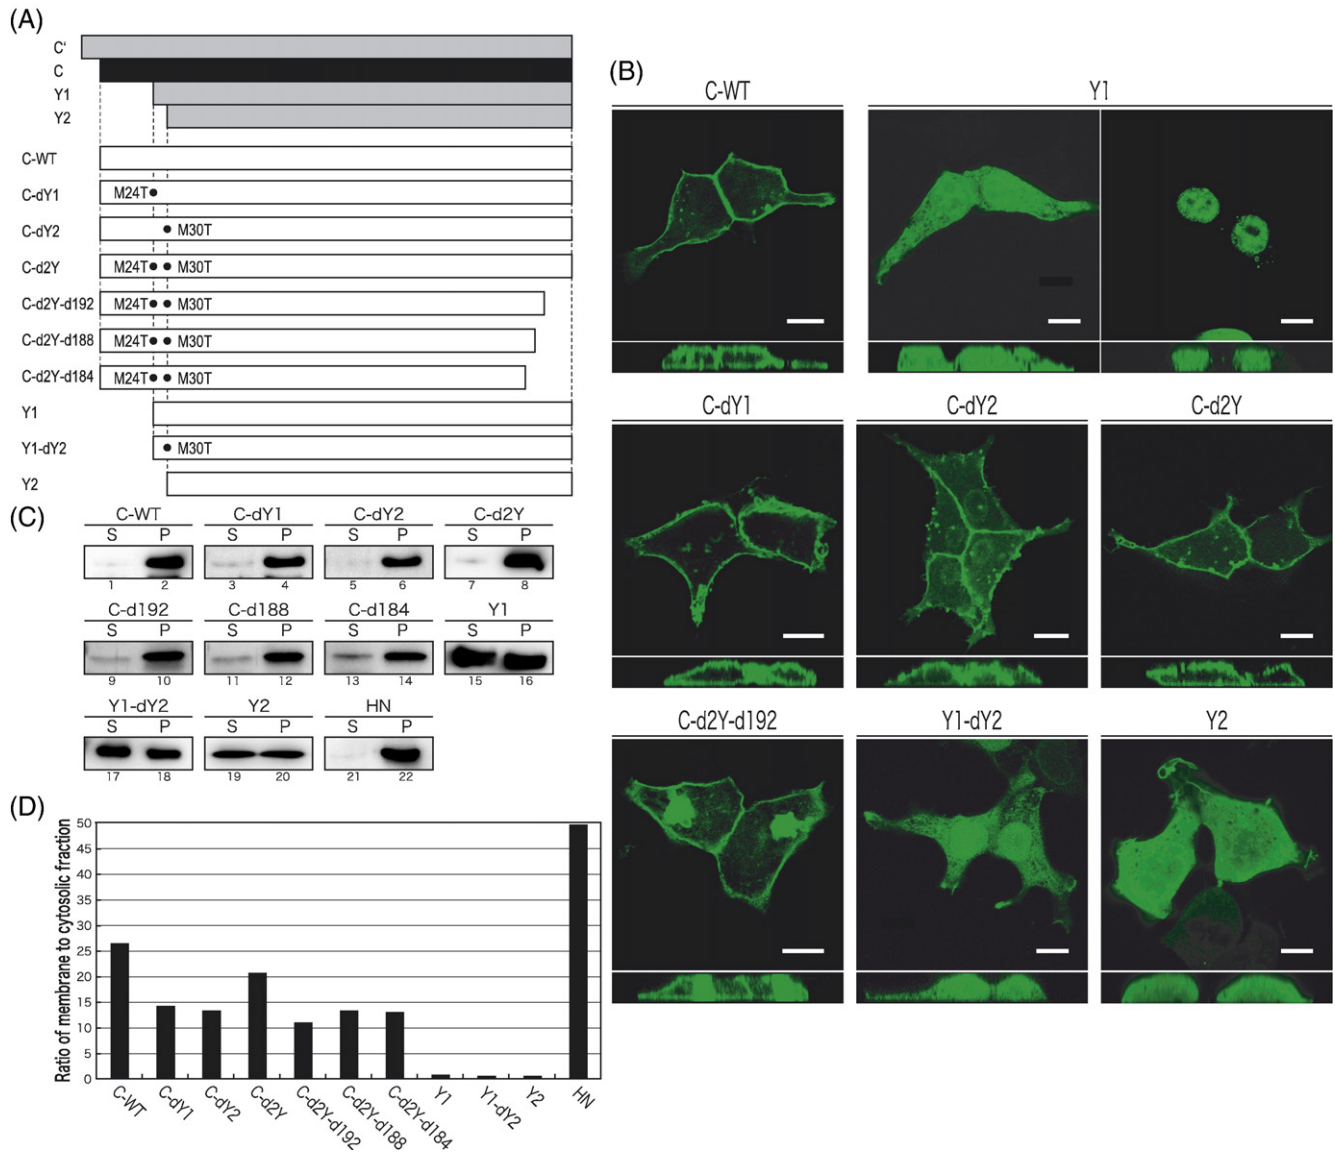 (A)
C'
C
Y1
Y2
C-WT
C-dY1 M24T
C-dY2 M30T
C-d2Y M24T M30T
C-d2Y-d192 M24T M30T
C-d2Y-d188 M24T M30T
C-d2Y-d184 M24T M30T
Y1
Y1-dY2 M30T
Y2
(B)
C-WT Y1
C-dY1 C-dY2 C-d2Y
C-d2Y-d192 Y1-dY2 Y2
(C)
C-WT C-dY1 C-dY2 C-d2Y
S P S P S P S P
1 2 3 4 5 6 7 8
C-d192 C-d188 C-d184 Y1
S P S P S P S P
9 10 11 12 13 14 15 16
Y1-dY2 Y2 HN
S P S P S P
17 18 19 20 21 22
(D)
Ratio of membrane to cytosolic fraction
50
45
40
35
30
25
20
15
10
5
0
C-WT C-dY1 C-dY2 C-d2Y C-d2Y-d192 C-d2Y-d188 C-d2Y-d184 Y1 Y1-dY2 Y2 HN